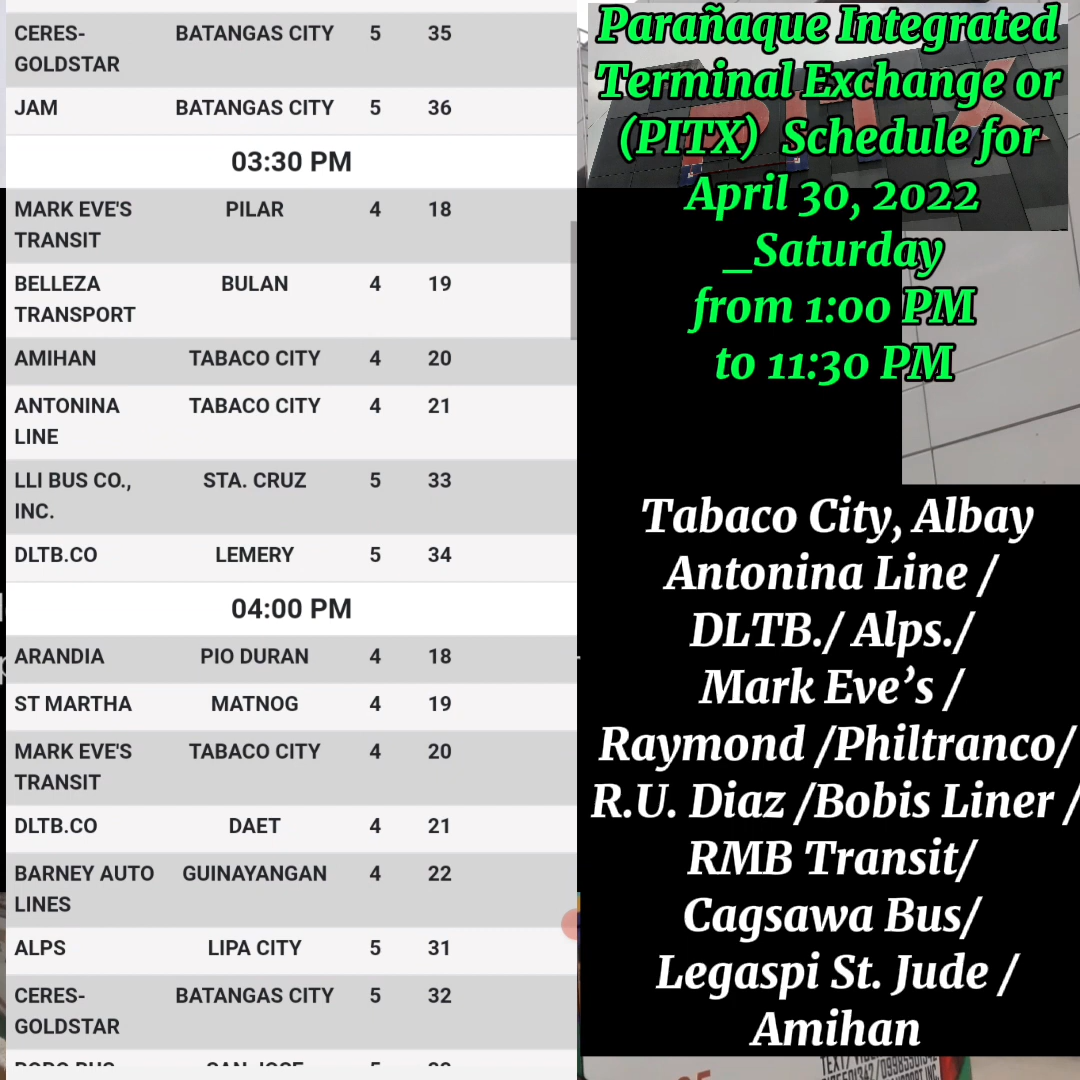 CERES- BATANGAS CITY 5 35
GOLDSTAR
JAM BATANGAS CITY 5 36
03:30 PM
MARK EVE'S PILAR 4 18
TRANSIT
BELLEZA BULAN 4 19
TRANSPORT
AMIHAN TABACO CITY 4 20
ANTONINA TABACO CITY 4 21
LINE
LLI BUS CO., STA. CRUZ 5 33
INC.
DLTB.CO LEMERY 5 34
04:00 PM
ARANDIA PIO DURAN 4 18
ST MARTHA MATNOG 4 19
MARK EVE'S TABACO CITY 4 20
TRANSIT
DLTB.CO DAET 4 21
BARNEY AUTO GUINAYANGAN 4 22
LINES
ALPS LIPA CITY 5 31
CERES- BATANGAS CITY 5 32
GOLDSTAR
Parañaque Integrated
Terminal Exchange or
(PITX) Schedule for
April 30, 2022
_Saturday
from 1:00 PM
to 11:30 PM
PITX
Tabaco City, Albay
Antonina Line /
DLTB./ Alps./
Mark Eve's /
Raymond /Philtranco/
R.U. Diaz /Bobis Liner /
RMB Transit/
Cagsawa Bus/
Legaspi St. Jude /
Amihan